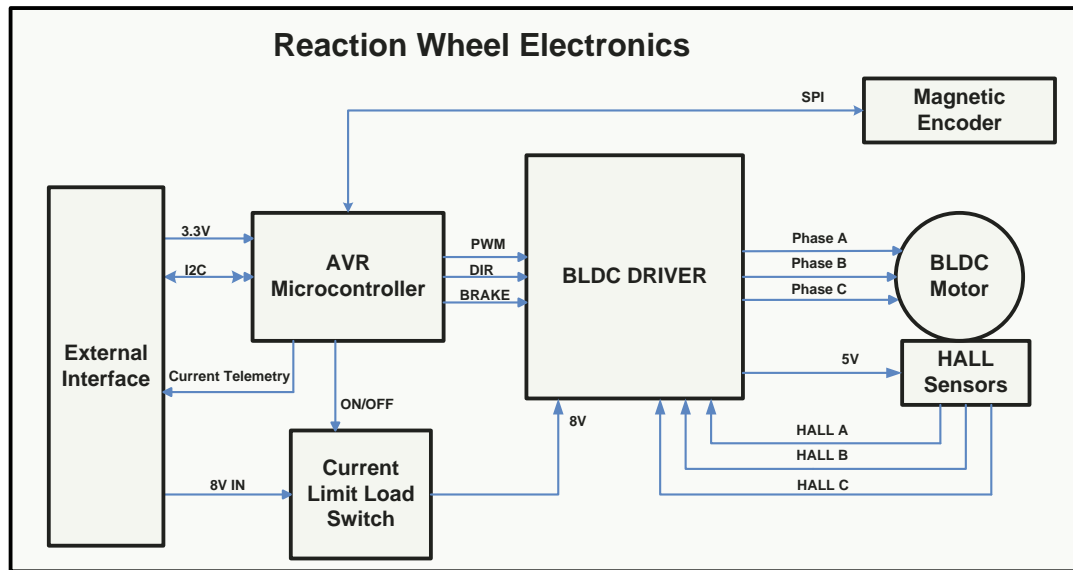 Reaction Wheel Electronics
SPI
Magnetic
Encoder
3.3V
I2C
AVR
Microcontroller
PWM
DIR
BRAKE
BLDC DRIVER
Phase A
Phase B
Phase C
BLDC
Motor
External
Interface
Current Telemetry
ON/OFF
5V
HALL
Sensors
8V
HALL A
HALL B
HALL C
8V IN
Current
Limit Load
Switch